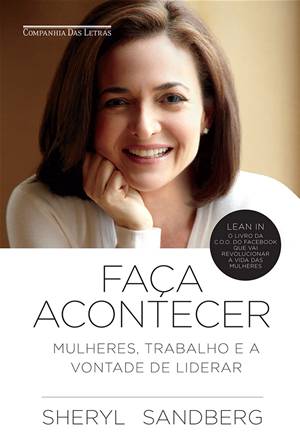 COMPANHIA DAS LETRAS
LEAN IN
O LIVRO DA
C.O.O. DO FACEBOOK
QUE VAI
REVOLUCIONAR
A VIDA DAS
MULHERES
FAÇA
ACONTECER
MULHERES, TRABALHO E A
VONTADE DE LIDERAR
SHERYL SANDBERG